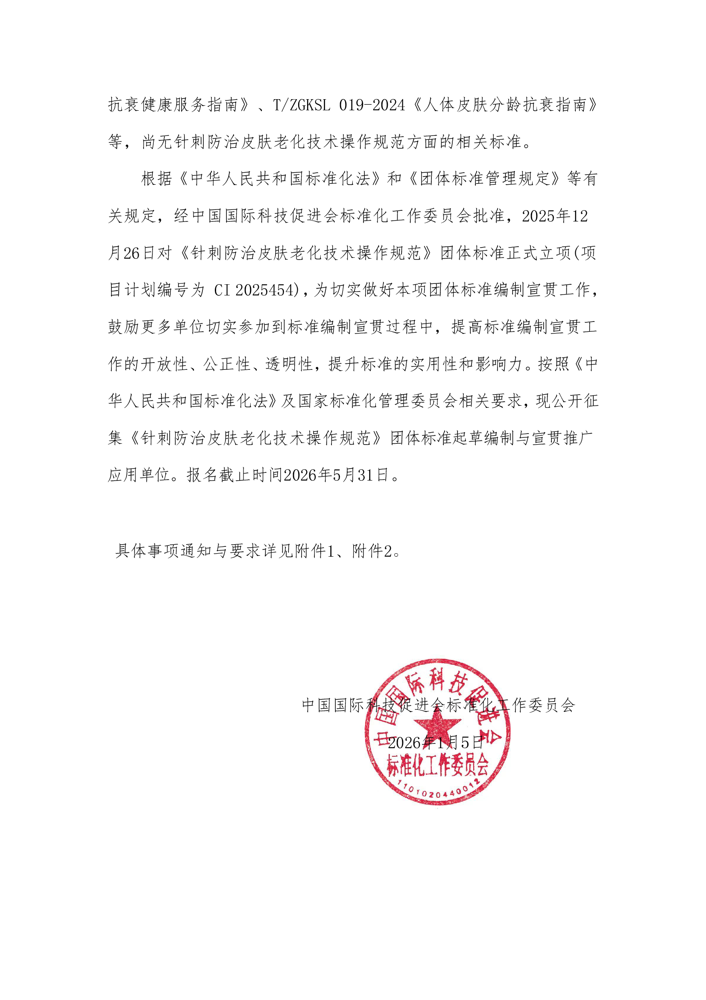 抗衰健康服务指南》、T/ZGKSL 019-2024《人体皮肤分龄抗衰指南》
等，尚无针刺防治皮肤老化技术操作规范方面的相关标准。
根据《中华人民共和国标准化法》和《团体标准管理规定》等有
关规定，经中国国际科技促进会标准化工作委员会批准，2025年12
月26日对《针刺防治皮肤老化技术操作规范》团体标准正式立项(项
目计划编号为 CI 2025454)，为切实做好本项团体标准编制宣贯工作，
鼓励更多单位切实参加到标准编制宣贯过程中，提高标准编制宣贯工
作的开放性、公正性、透明性，提升标准的实用性和影响力。按照《中
华人民共和国标准化法》及国家标准化管理委员会相关要求，现公开征
集《针刺防治皮肤老化技术操作规范》团体标准起草编制与宣贯推广
应用单位。报名截止时间2026年5月31日。
具体事项通知与要求详见附件1、附件2。
中国国际科技促进会标准化工作委员会
2026年1月5日
中国国际科技促进会
标准化工作委员会
1101020440012